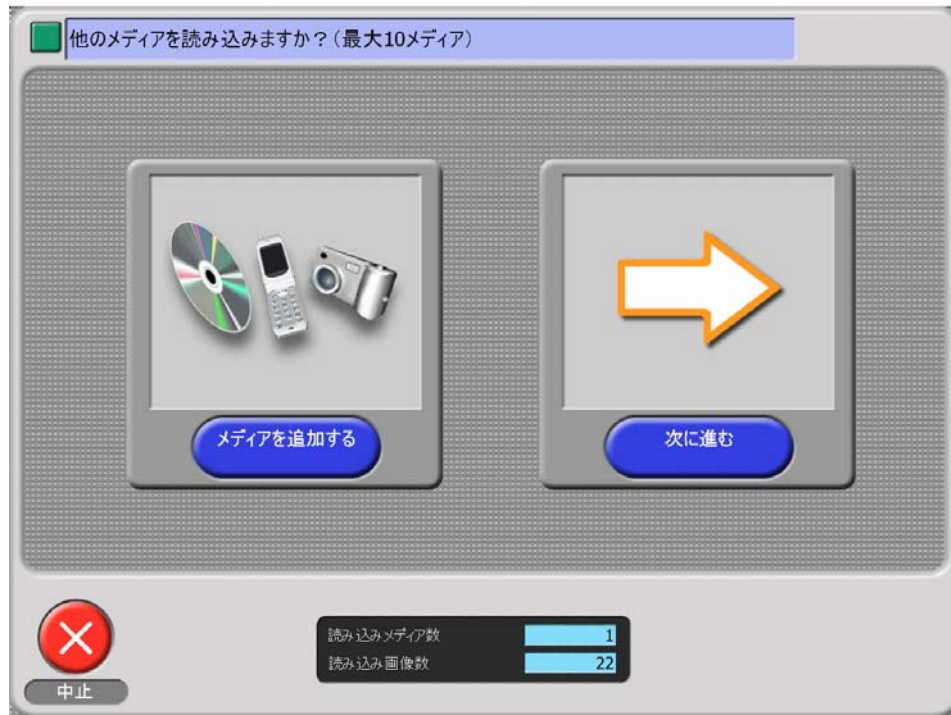 他のメディアを読み込みますか？（最大10メディア）
メディアを追加する
次に進む
読み込みメディア数 1
読み込み画像数 22
中止